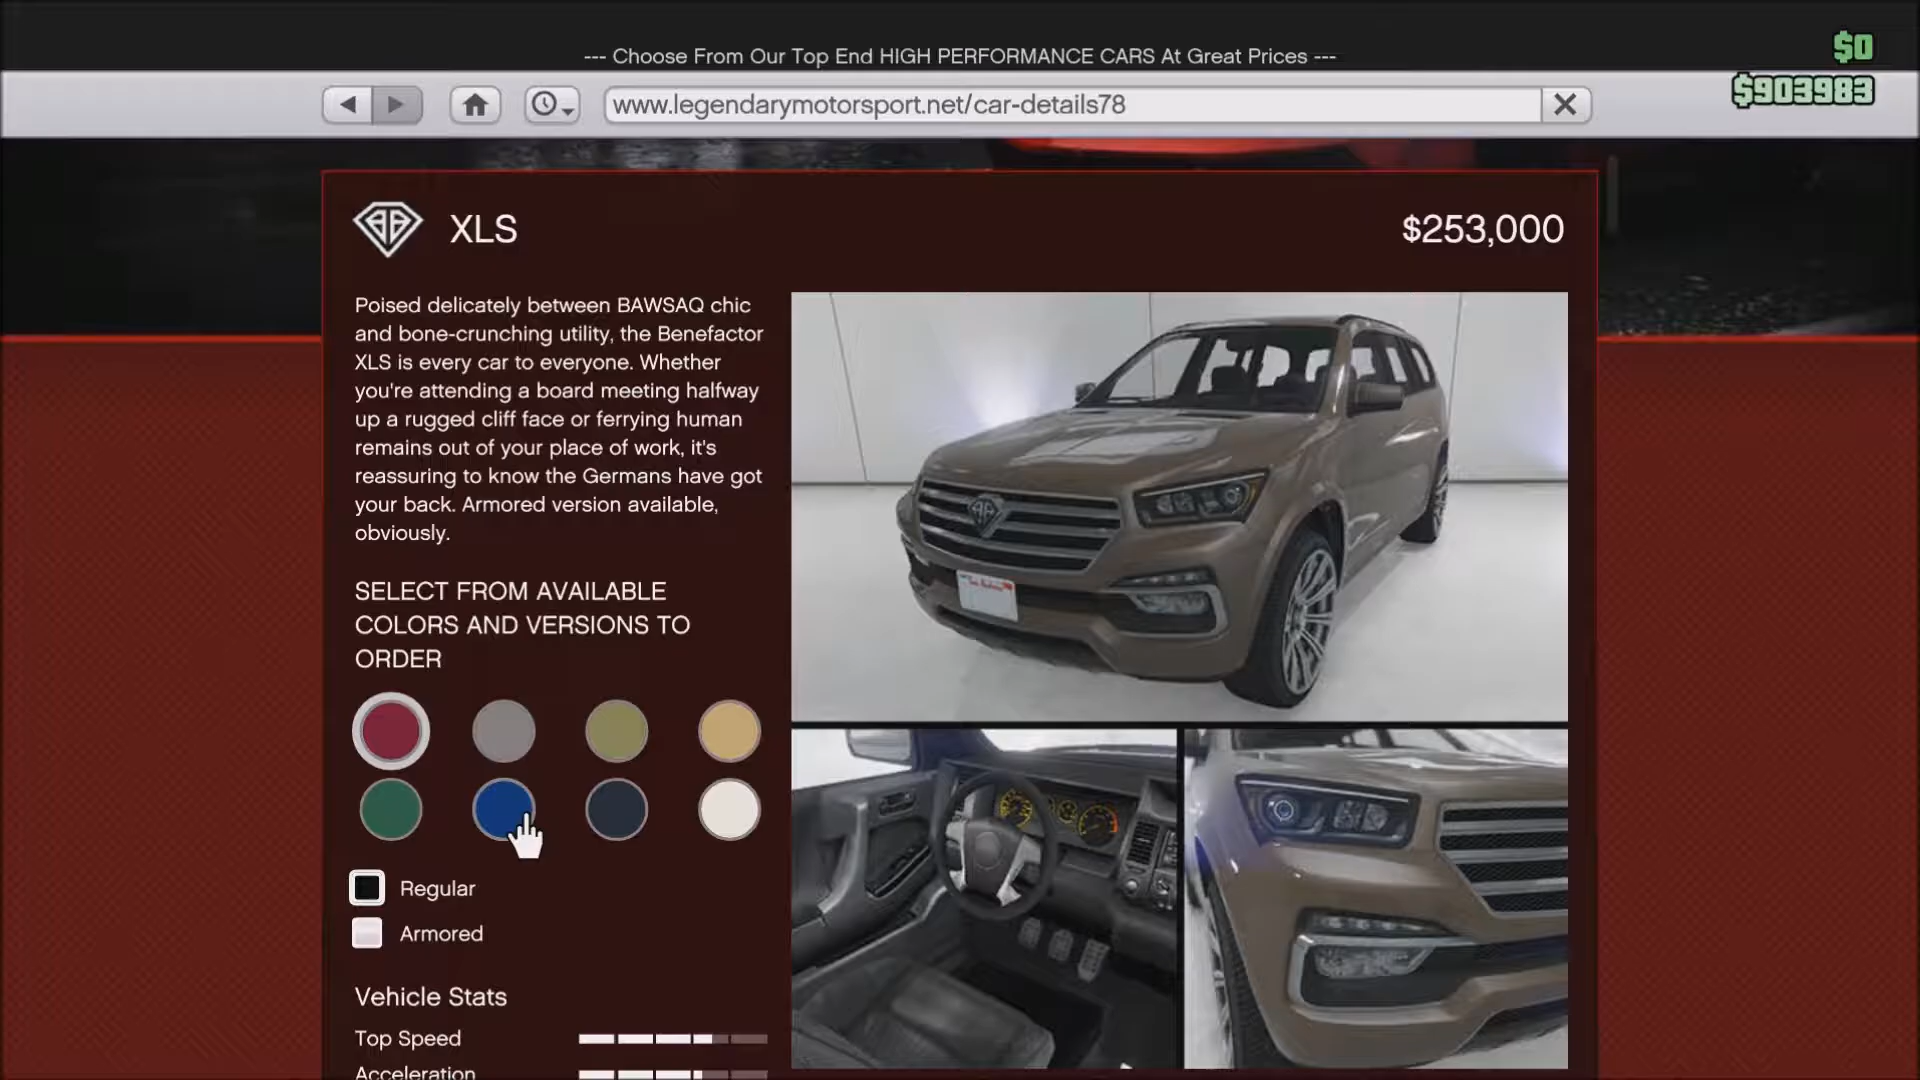 --- Choose From Our Top End HIGH PERFORMANCE CARS At Great Prices ---
$0
$903983
www.legendarymotorsport.net/car-details78
XLS
$253,000
Poised delicately between BAWSAQ chic
and bone-crunching utility, the Benefactor
XLS is every car to everyone. Whether
you're attending a board meeting halfway
up a rugged cliff face or ferrying human
remains out of your place of work, it's
reassuring to know the Germans have got
your back. Armored version available,
obviously.
SELECT FROM AVAILABLE
COLORS AND VERSIONS TO
ORDER
Regular
Armored
Vehicle Stats
Top Speed
Acceleration